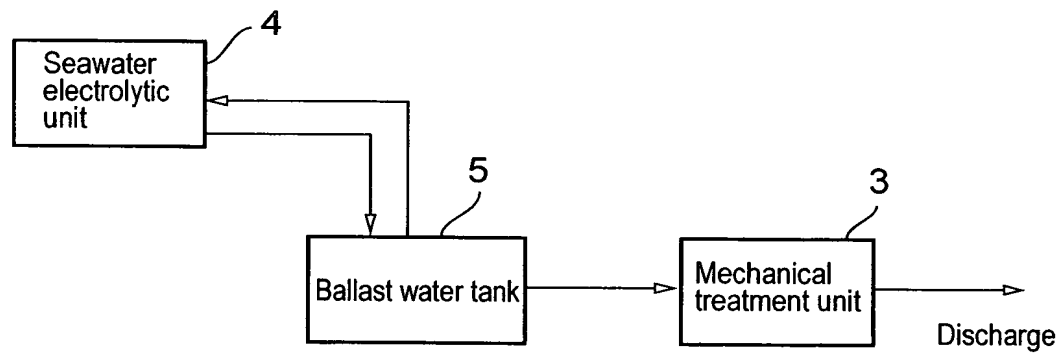 4
Seawater
electrolytic
unit
5
Ballast water tank
3
Mechanical
treatment unit
Discharge